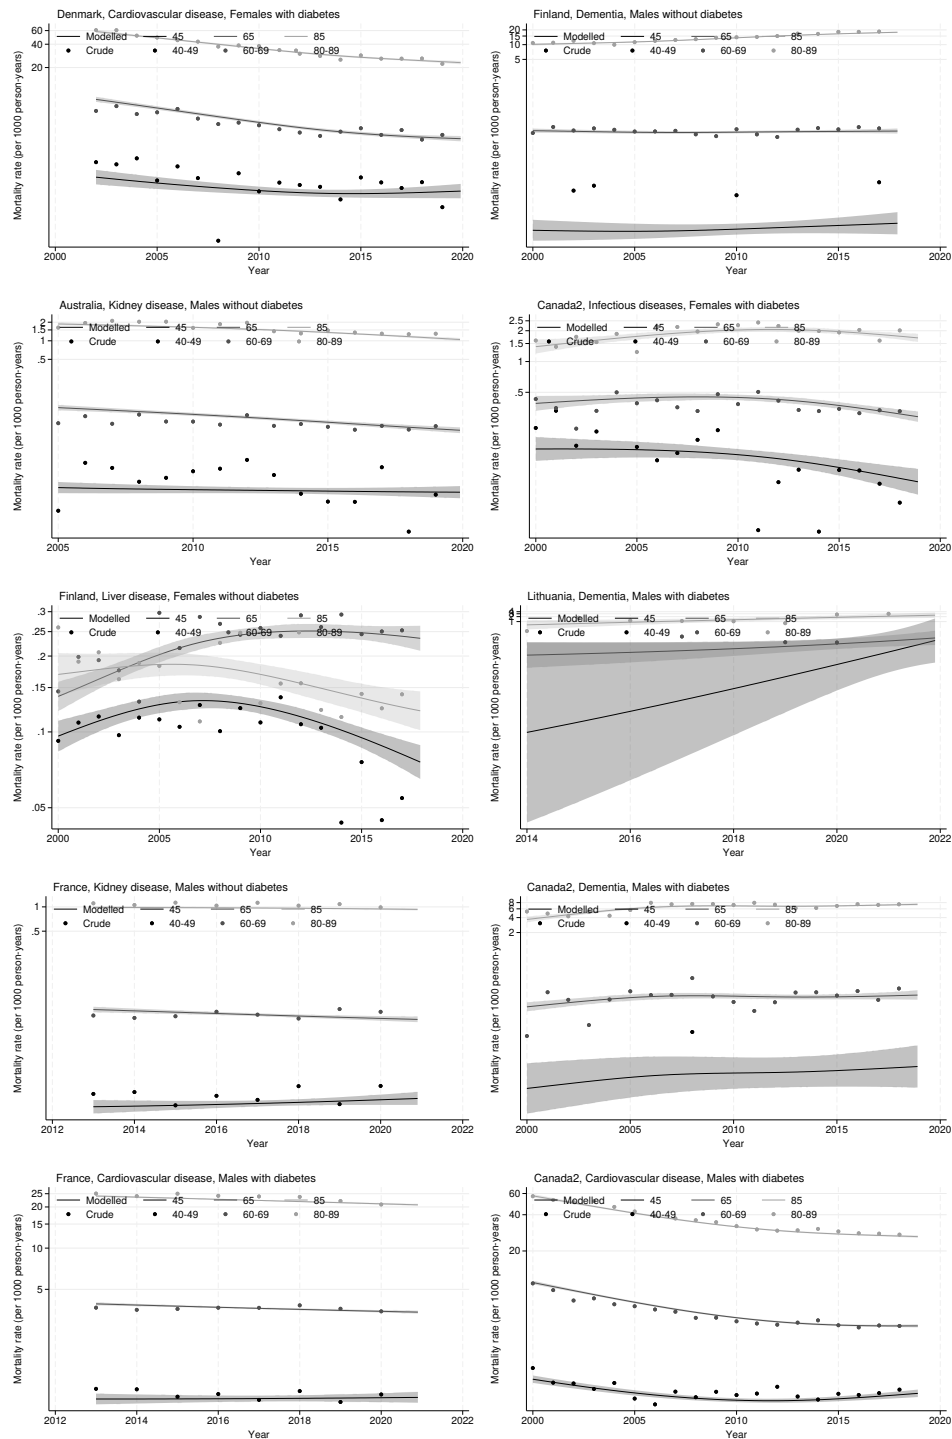 Denmark, Cardiovascular disease, Females with diabetes
Mortality rate (per 1000 person-years)
60
40
20
Modelled 45 65 85
Crude 40-49 60-69 80-89
2000 2005 2010 2015 2020
Year
Finland, Dementia, Males without diabetes
Mortality rate (per 1000 person-years)
20
15
10
5
Modelled 45 65 85
Crude 40-49 60-69 80-89
2000 2005 2010 2015 2020
Year
Australia, Kidney disease, Males without diabetes
Mortality rate (per 1000 person-years)
2
1.5
1
.5
Modelled 45 65 85
Crude 40-49 60-69 80-89
2005 2010 2015 2020
Year
Canada2, Infectious diseases, Females with diabetes
Mortality rate (per 1000 person-years)
2.5
2
1.5
1
.5
Modelled 45 65 85
Crude 40-49 60-69 80-89
2000 2005 2010 2015 2020
Year
Finland, Liver disease, Females without diabetes
Mortality rate (per 1000 person-years)
.3
.25
.2
.15
.1
.05
Modelled 45 65 85
Crude 40-49 60-69 80-89
2000 2005 2010 2015 2020
Year
Lithuania, Dementia, Males with diabetes
Mortality rate (per 1000 person-years)
4
1
Modelled 45 65 85
Crude 40-49 60-69 80-89
2014 2016 2018 2020 2022
Year
France, Kidney disease, Males without diabetes
Mortality rate (per 1000 person-years)
1
.5
Modelled 45 65 85
Crude 40-49 60-69 80-89
2012 2014 2016 2018 2020 2022
Year
Canada2, Dementia, Males with diabetes
Mortality rate (per 1000 person-years)
8
6
4
2
Modelled 45 65 85
Crude 40-49 60-69 80-89
2000 2005 2010 2015 2020
Year
France, Cardiovascular disease, Males with diabetes
Mortality rate (per 1000 person-years)
25
20
15
10
5
Modelled 45 65 85
Crude 40-49 60-69 80-89
2012 2014 2016 2018 2020 2022
Year
Canada2, Cardiovascular disease, Males with diabetes
Mortality rate (per 1000 person-years)
60
40
20
Modelled 45 65 85
Crude 40-49 60-69 80-89
2000 2005 2010 2015 2020
Year